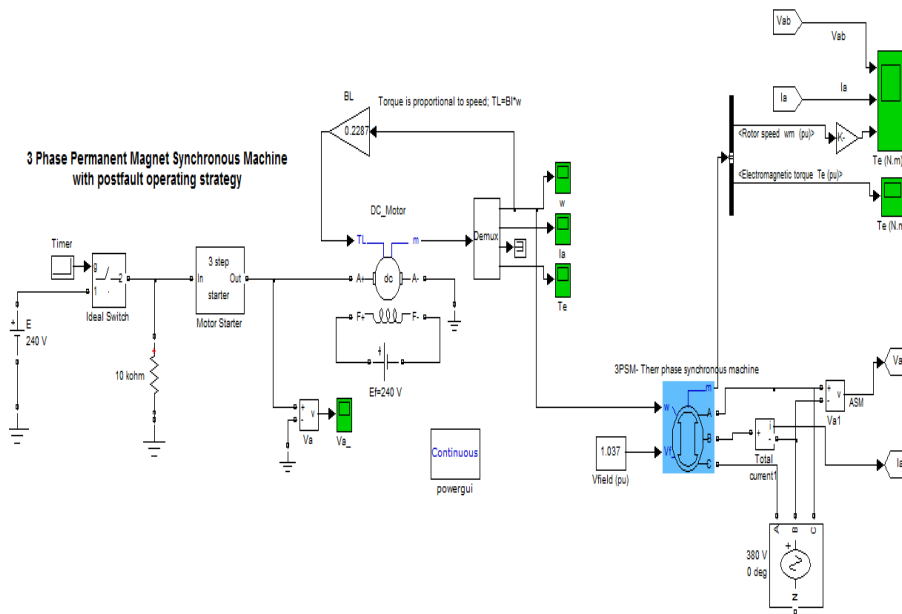 Vab
Vab
BL
Torque is proportional to speed; TL=Bl*w
Ia
Ia
0.2287
<Rotor speed wm (pu)>
K-
Te (N.m)
3 Phase Permanent Magnet Synchronous Machine
with postfault operating strategy
<Electromagnetic torque Te (pu)>
w
Te (N.m
DC_Motor
Timer
TL
m
Demux
Ia
g
1
2
3 step
starter
In
Out
A+
dc
A-
Ideal Switch
Motor Starter
Te
E
240 V
F+
F-
10 kohm
Ef=240 V
3PSM- Therr phase synchronous machine
m
w
A
B
C
Vf
+
-
v
ASM
Va
Va1
+
-
i
Total
current1
Ia
+
-
v
Va
Va_
Continuous
powergui
1.037
Vfield (pu)
A
B
C
380 V
0 deg
N